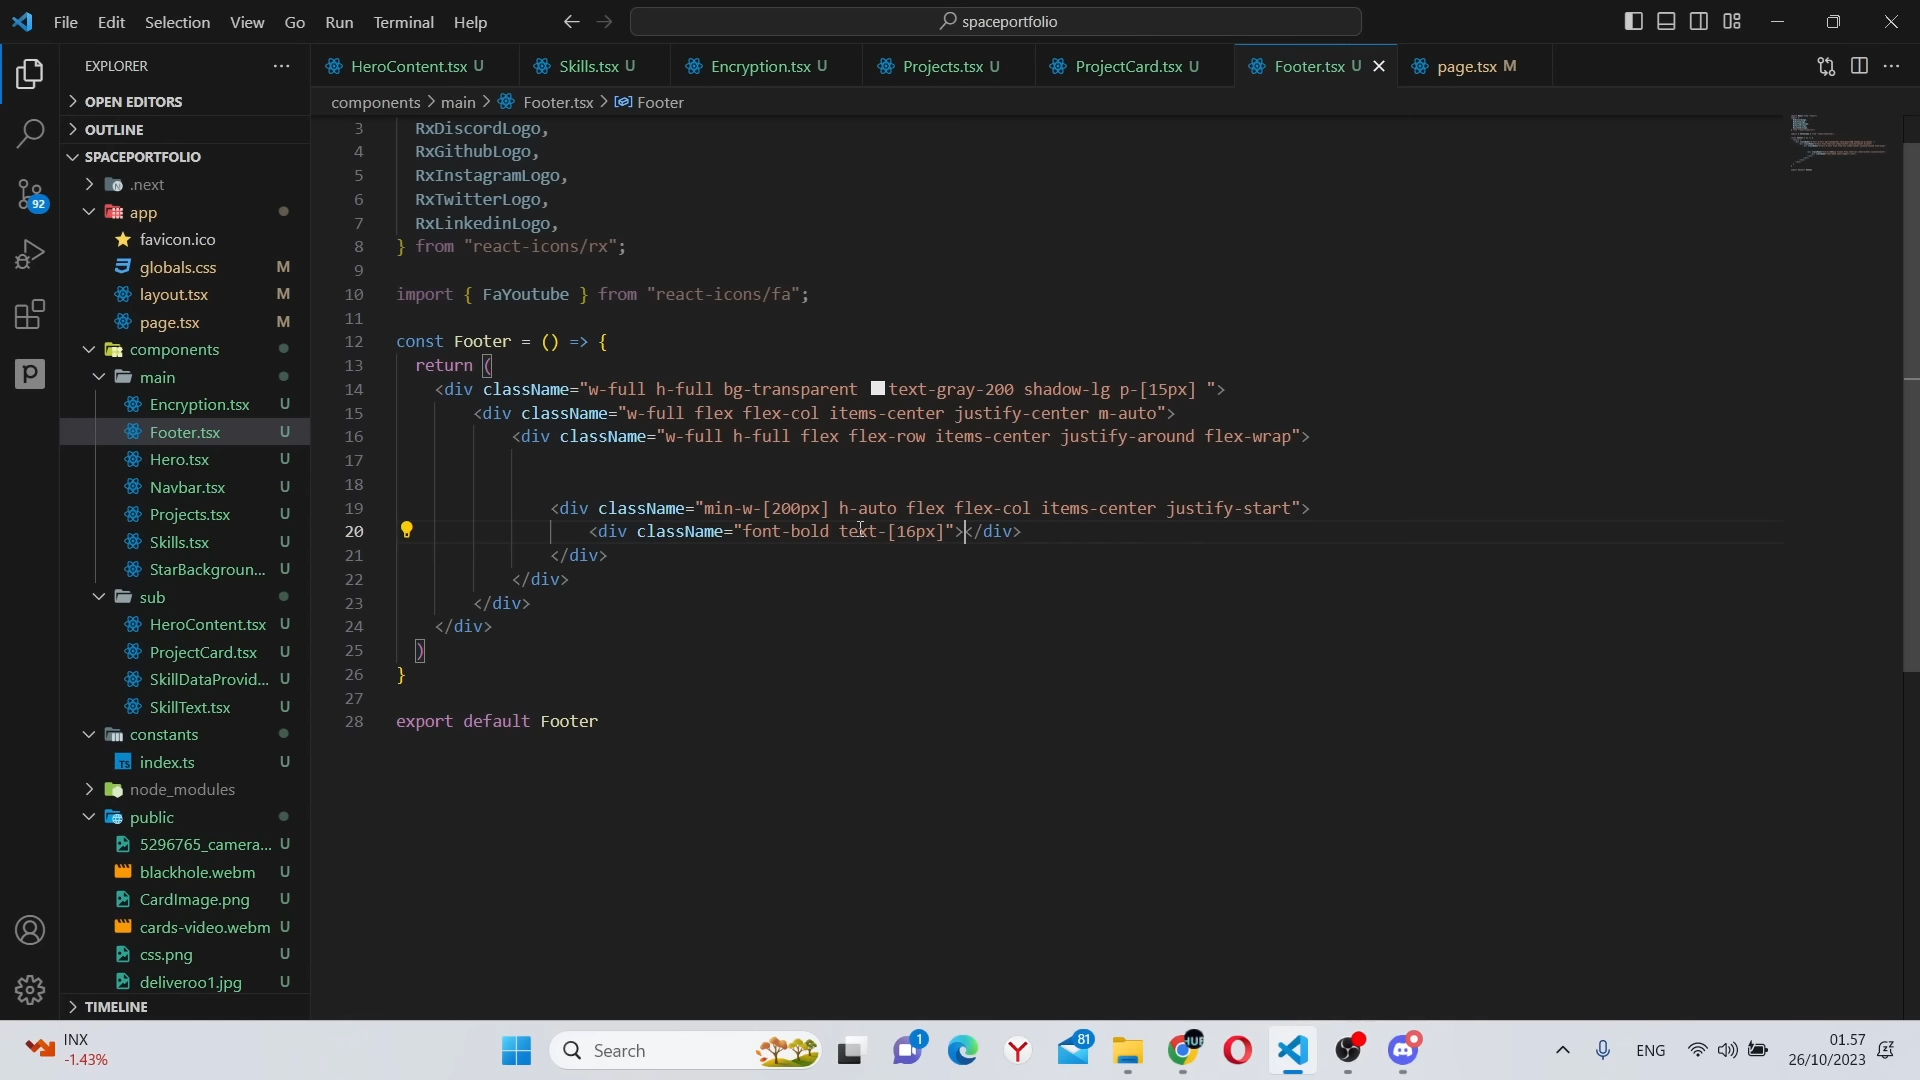 File Edit Selection View Go Run Terminal Help
spaceportfolio
EXPLORER
OPEN EDITORS
OUTLINE
SPACEPORTFOLIO
.next
app
favicon.ico
globals.css M
layout.tsx M
page.tsx M
components
main
Encryption.tsx U
Footer.tsx U
Hero.tsx U
Navbar.tsx U
Projects.tsx U
Skills.tsx U
StarBackgroun... U
sub
HeroContent.tsx U
ProjectCard.tsx U
SkillDataProvid... U
SkillText.tsx U
constants
index.ts U
node_modules
public
5296765_camera... U
blackhole.webm U
CardImage.png U
cards-video.webm U
css.png U
deliveroo1.jpg U
TIMELINE
92
HeroContent.tsx U Skills.tsx U Encryption.tsx U Projects.tsx U ProjectCard.tsx U Footer.tsx U page.tsx M
components > main > Footer.tsx > Footer
3 RxDiscordLogo,
4 RxGithubLogo,
5 RxInstagramLogo,
6 RxTwitterLogo,
7 RxLinkedinLogo,
8 } from "react-icons/rx";
9
10 import { FaYoutube } from "react-icons/fa";
11
12 const Footer = () => {
13 return (
14 <div className="w-full h-full bg-transparent text-gray-200 shadow-lg p-[15px] ">
15 <div className="w-full flex flex-col items-center justify-center m-auto">
16 <div className="w-full h-full flex flex-row items-center justify-around flex-wrap">
17
18
19 <div className="min-w-[200px] h-auto flex flex-col items-center justify-start">
20 <div className="font-bold text-[16px]"></div>
21 </div>
22 </div>
23 </div>
24 </div>
25 )
26 }
27
28 export default Footer
INX
-1.43%
Search
1
81
HUB
ENG
01.57
26/10/2023